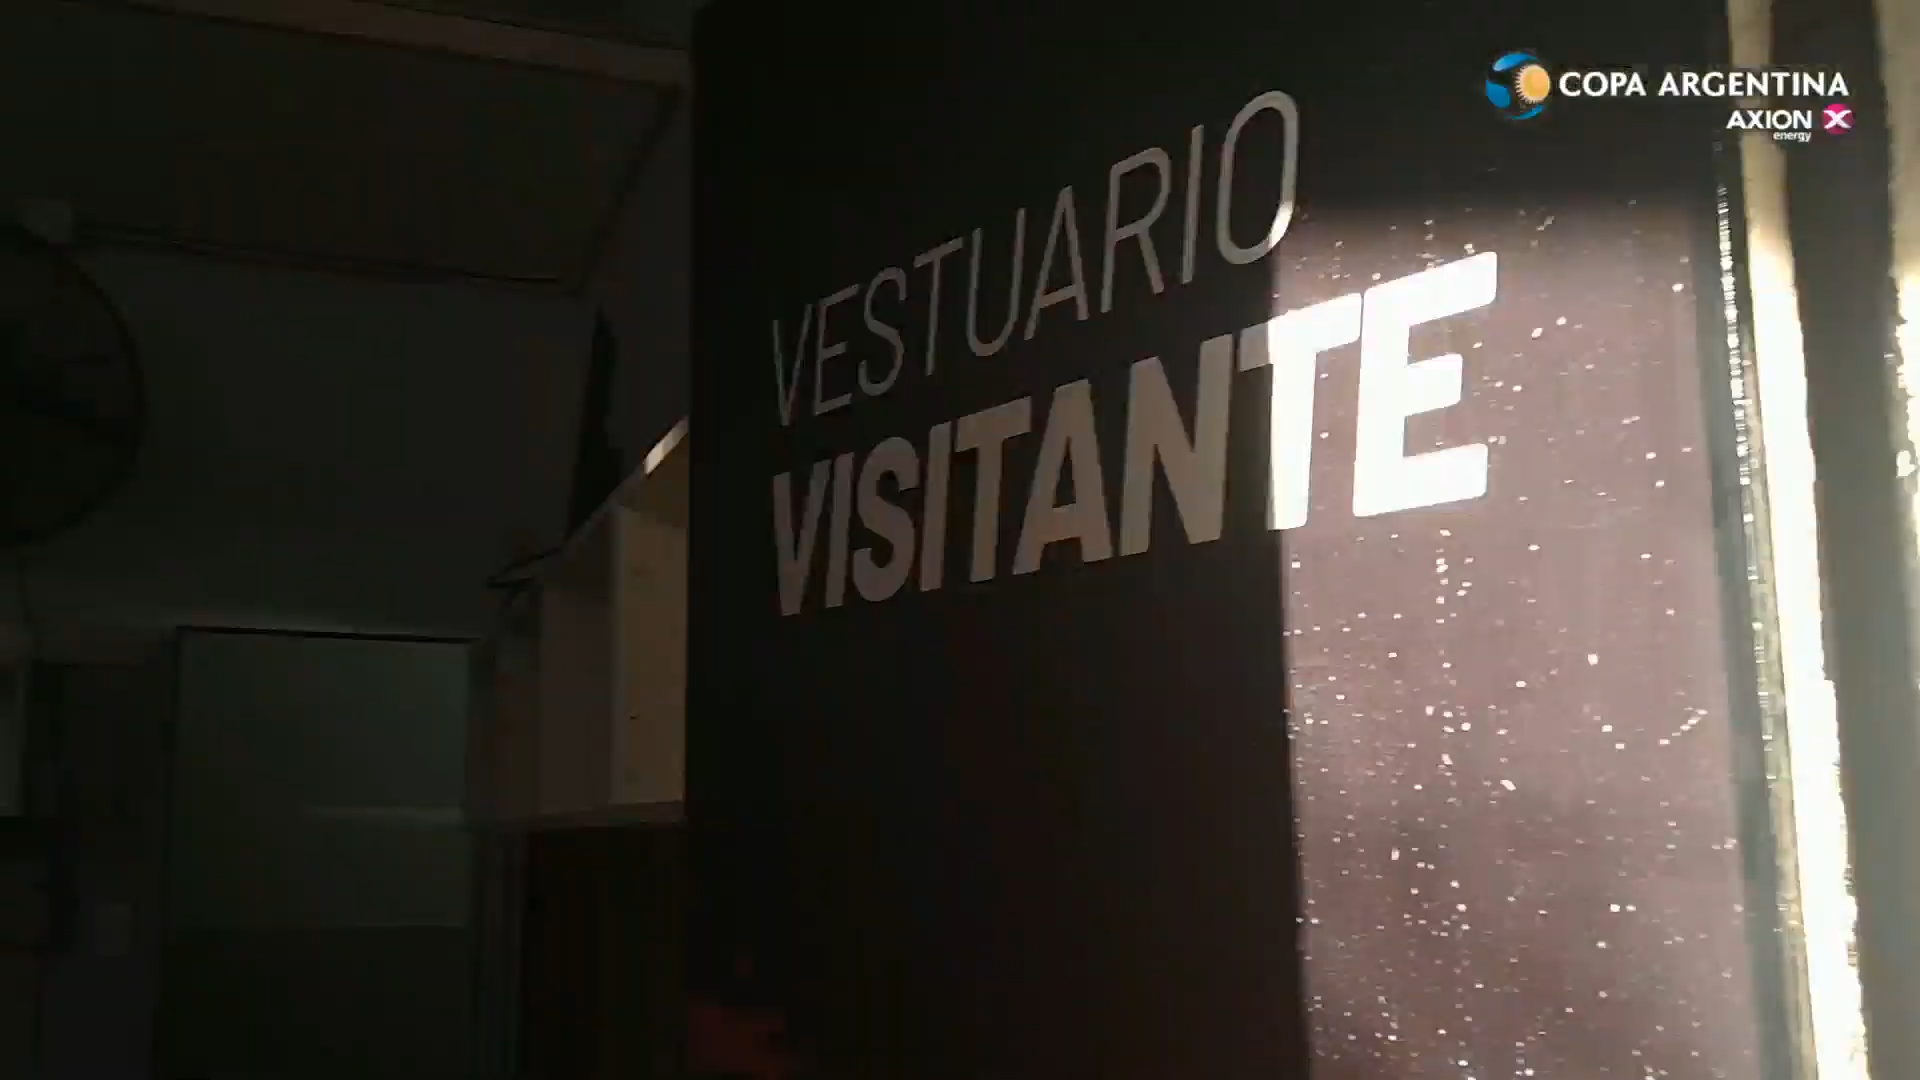 COPA ARGENTINA
AXION
energy
VESTUARIO
VISITANTE